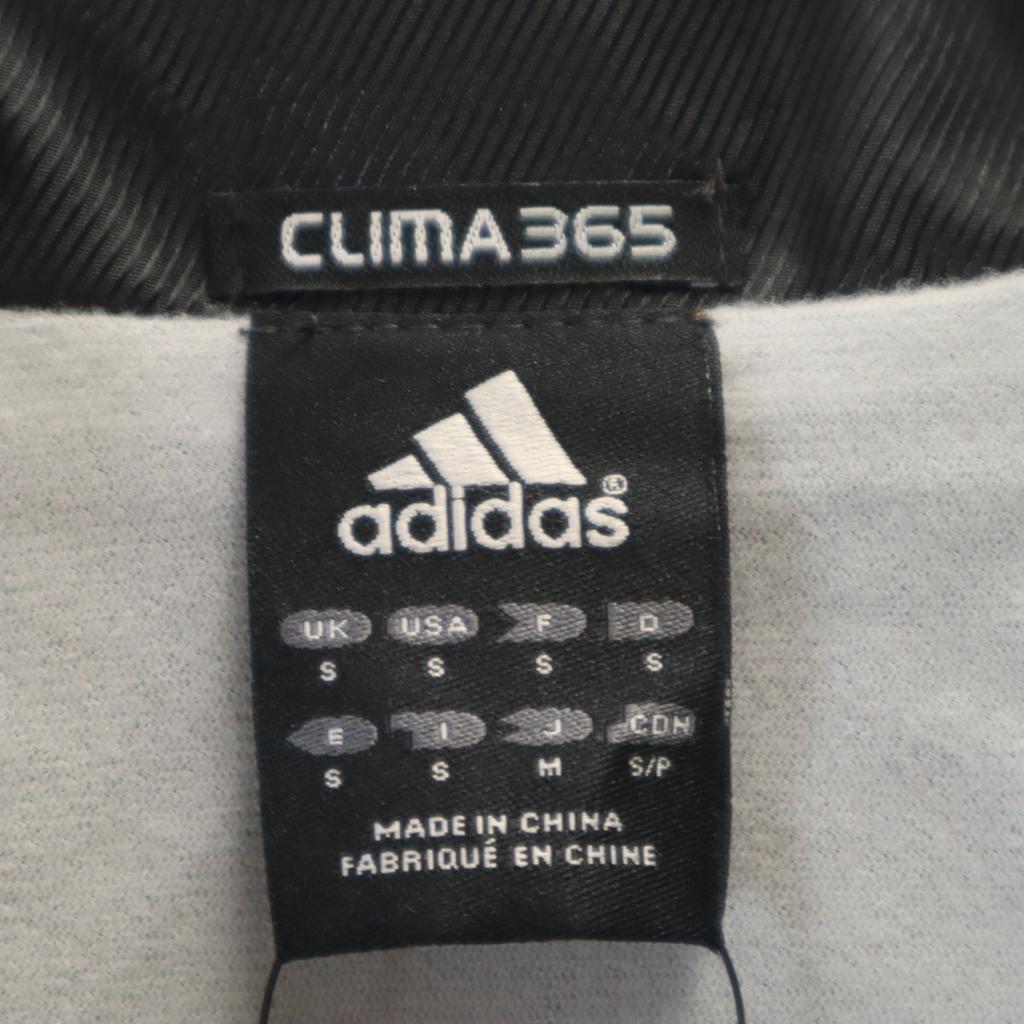 CLIMA365
adidas®
UK USA F D
S S S S
E I J CDN
S S M S/P
MADE IN CHINA
FABRIQUÉ EN CHINE